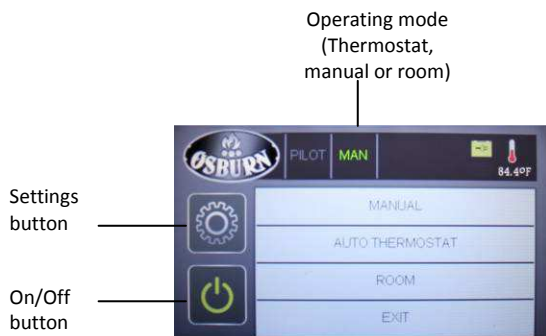 Operating mode
(Thermostat,
manual or room)
OSBURN
PILOT MAN
84.4°F
Settings
button
MANUAL
AUTO THERMOSTAT
ROOM
On/Off
button
EXIT